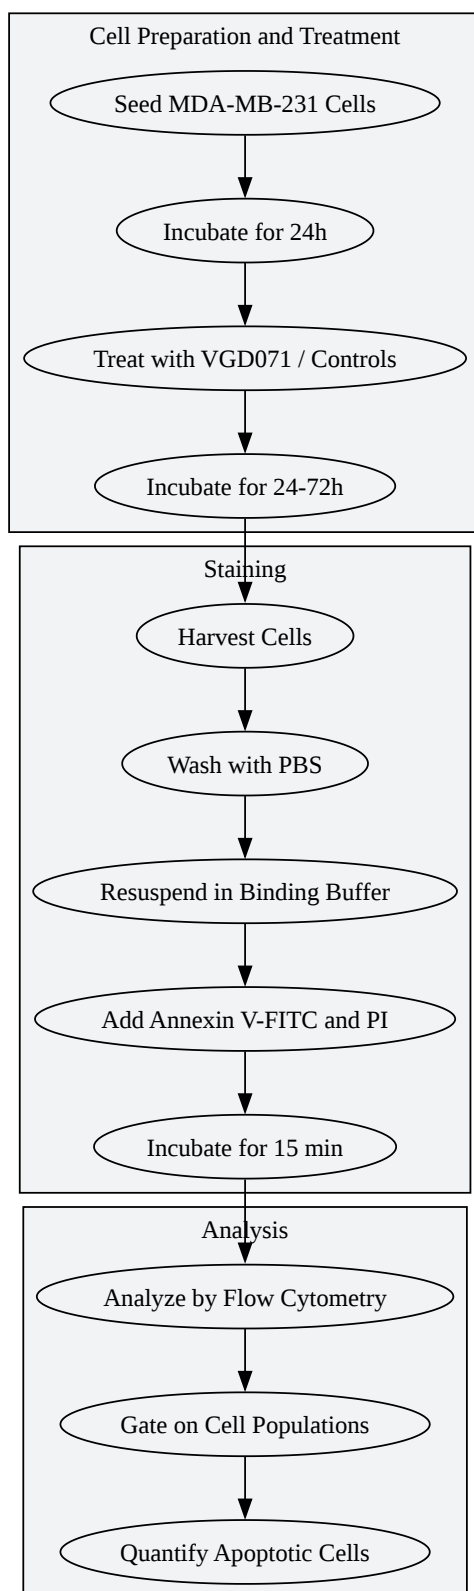 Cell Preparation and Treatment
Seed MDA-MB-231 Cells
Incubate for 24h
Treat with VGD071 / Controls
Incubate for 24-72h
Staining
Harvest Cells
Wash with PBS
Resuspend in Binding Buffer
Add Annexin V-FITC and PI
Incubate for 15 min
Analysis
Analyze by Flow Cytometry
Gate on Cell Populations
Quantify Apoptotic Cells